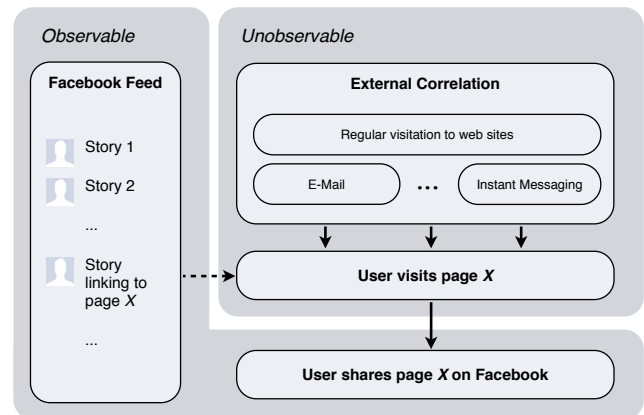 Observable
Facebook Feed
Story 1
Story 2
...
Story
linking to
page X
...
Unobservable
External Correlation
Regular visitation to web sites
E-Mail
...
Instant Messaging
User visits page X
User shares page X on Facebook